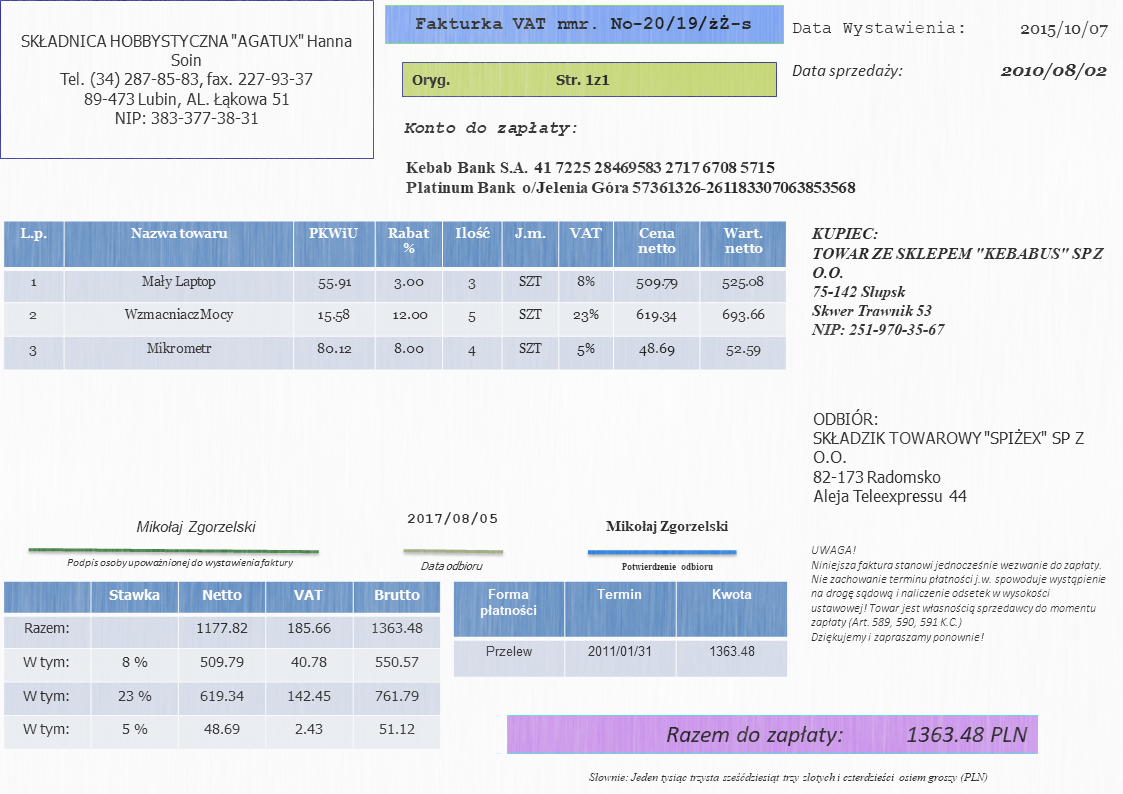 SKŁADNICA HOBBYSTYCZNA "AGATUX" Hanna
Soin
Tel. (34) 287-85-83, fax. 227-93-37
89-473 Lubin, AL. Łąkowa 51
NIP: 383-377-38-31
Fakturka VAT nmr. No-20/19/żŻ-s
Oryg. Str. 1z1
Data Wystawienia: 2015/10/07
Data sprzedaży: 2010/08/02
Konto do zapłaty:
Kebab Bank S.A. 41 7225 28469583 2717 6708 5715
Platinum Bank o/Jelenia Góra 57361326-261183307063853568
L.p. Nazwa towaru PKWiU Rabat % Ilość J.m. VAT Cena netto Wart. netto
1 Mały Laptop 55.91 3.00 3 SZT 8% 509.79 525.08
2 Wzmacniacz Mocy 15.58 12.00 5 SZT 23% 619.34 693.66
3 Mikrometr 80.12 8.00 4 SZT 5% 48.69 52.59
KUPIEC:
TOWAR ZE SKLEPEM "KEBABUS" SP Z
O.O.
75-142 Słupsk
Skwer Trawnik 53
NIP: 251-970-35-67
ODBIÓR:
SKŁADZIK TOWAROWY "SPIŻEX" SP Z
O.O.
82-173 Radomsko
Aleja Teleexpressu 44
Mikołaj Zgorzelski
Podpis osoby upoważnionej do wystawienia faktury
2017/08/05
Data odbioru
Mikołaj Zgorzelski
Potwierdzenie odbioru
UWAGA!
Niniejsza faktura stanowi jednocześnie wezwanie do zapłaty.
Nie zachowanie terminu płatności j.w. spowoduje wystąpienie
na drogę sądową i naliczenie odsetek w wysokości
ustawowej! Towar jest własnością sprzedawcy do momentu
zapłaty (Art. 589, 590, 591 K.C.)
Dziękujemy i zapraszamy ponownie!
Stawka Netto VAT Brutto
Razem: 1177.82 185.66 1363.48
W tym: 8 % 509.79 40.78 550.57
W tym: 23 % 619.34 142.45 761.79
W tym: 5 % 48.69 2.43 51.12
Forma płatności Termin Kwota
Przelew 2011/01/31 1363.48
Razem do zapłaty: 1363.48 PLN
Słownie: Jeden tysiąc trzysta sześćdziesiąt trzy złotych i czterdzieści osiem groszy (PLN)